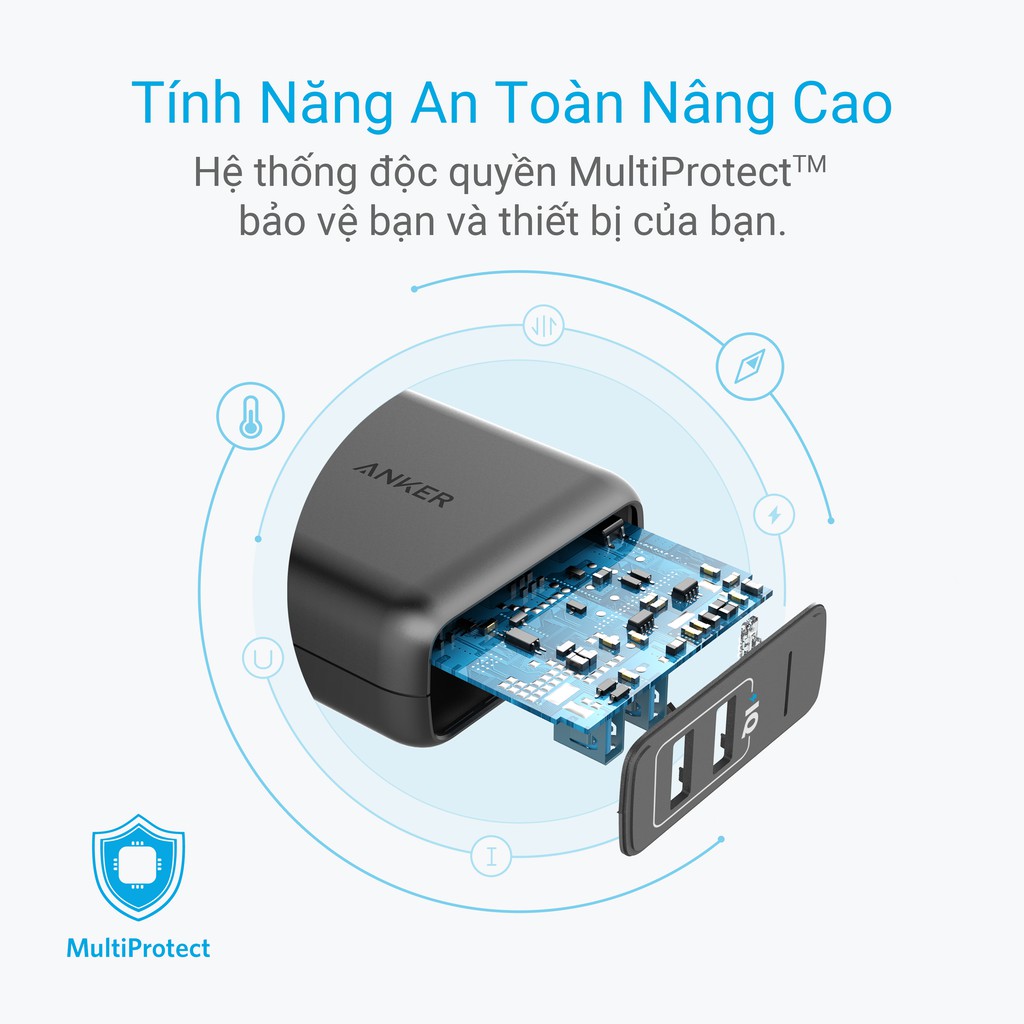 Tính Năng An Toàn Nâng Cao
Hệ thống độc quyền MultiProtect™
bảo vệ bạn và thiết bị của bạn.
ANKER
U
IQ
I
MultiProtect